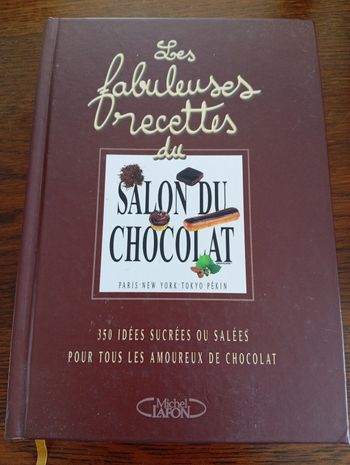 Les
fabuleuses
recettes
du
SALON DU
CHOCOLAT
PARIS·NEW YORK·TOKYO·PÉKIN
350 IDÉES SUCRÉES OU SALÉES
POUR TOUS LES AMOUREUX DE CHOCOLAT
Michel
LAFON